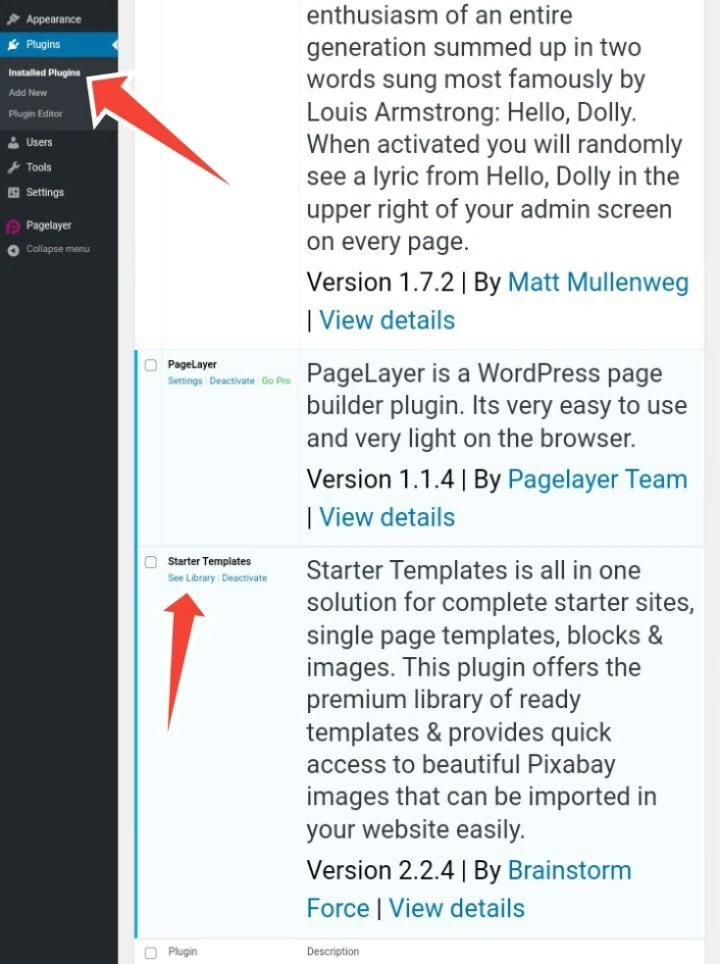 Appearance
Plugins
Installed Plugins
Add New
Plugin Editor
Users
Tools
Settings
Pagelayer
Collapse menu
enthusiasm of an entire
generation summed up in two
words sung most famously by
Louis Armstrong: Hello, Dolly.
When activated you will randomly
see a lyric from Hello, Dolly in the
upper right of your admin screen
on every page.
Version 1.7.2 | By Matt Mullenweg
| View details
PageLayer
Settings | Deactivate | Go Pro
PageLayer is a WordPress page
builder plugin. Its very easy to use
and very light on the browser.
Version 1.1.4 | By Pagelayer Team
| View details
Starter Templates
See Library | Deactivate
Starter Templates is all in one
solution for complete starter sites,
single page templates, blocks &
images. This plugin offers the
premium library of ready
templates & provides quick
access to beautiful Pixabay
images that can be imported in
your website easily.
Version 2.2.4 | By Brainstorm
Force | View details
Plugin
Description